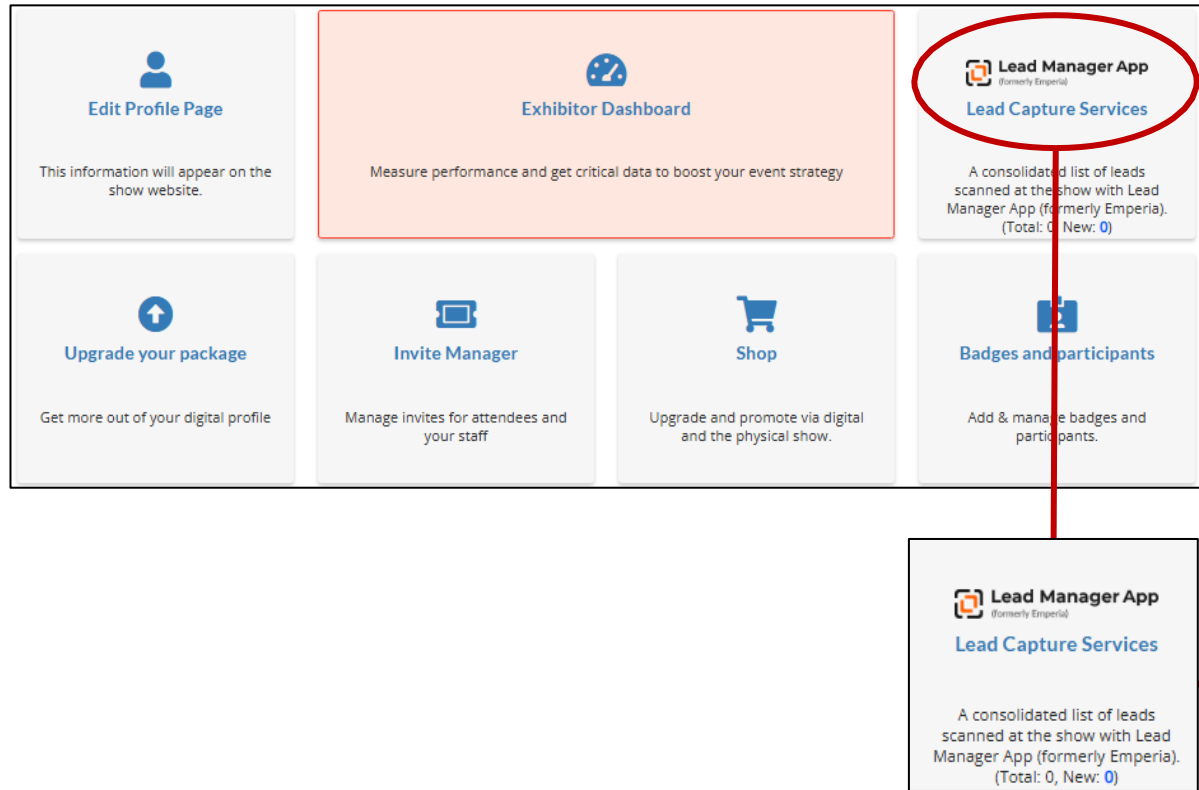 Edit Profile Page
This information will appear on the
show website.
Exhibitor Dashboard
Measure performance and get critical data to boost your event strategy
Lead Manager App
(formerly Emperia)
Lead Capture Services
A consolidated list of leads
scanned at the show with Lead
Manager App (formerly Emperia).
(Total: 0, New: 0)
Upgrade your package
Get more out of your digital profile
Invite Manager
Manage invites for attendees and
your staff
Shop
Upgrade and promote via digital
and the physical show.
Badges and participants
Add & manage badges and
participants.
Lead Manager App
(formerly Emperia)
Lead Capture Services
A consolidated list of leads
scanned at the show with Lead
Manager App (formerly Emperia).
(Total: 0, New: 0)